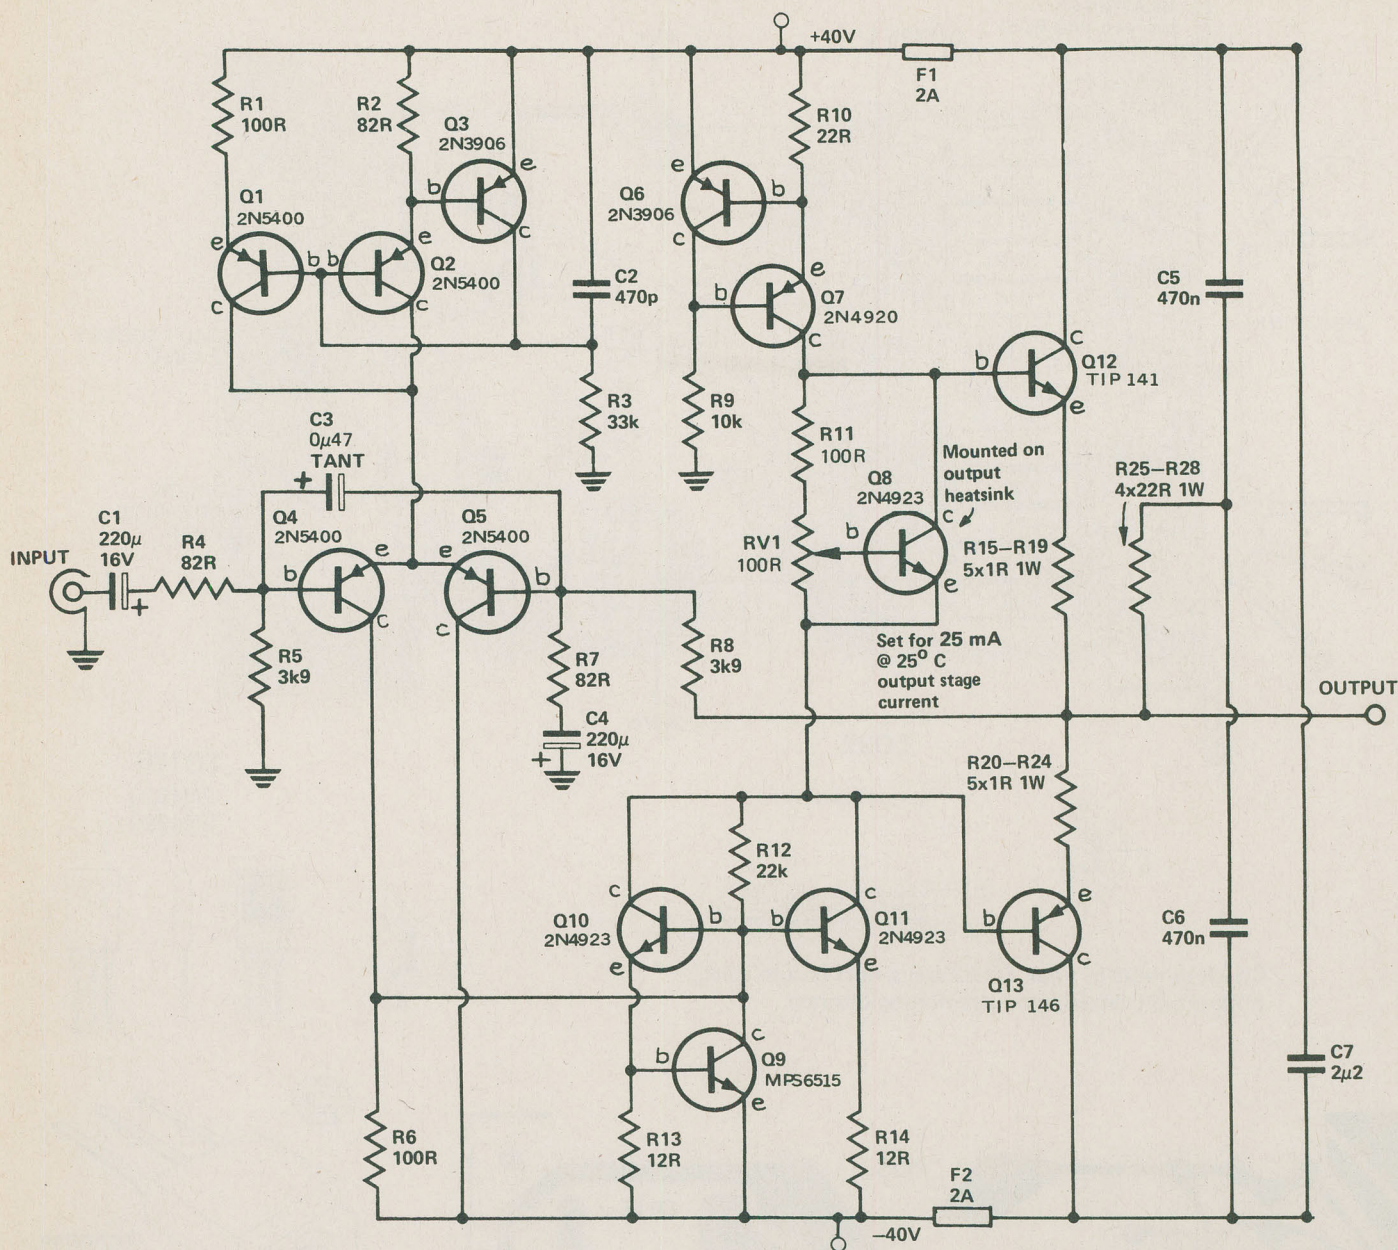 +40V
F1
2A
R1
100R
R2
82R
Q3
2N3906
e
b
c
R10
22R
Q1
2N5400
e
b
c
b
e
Q2
2N5400
c
C2
470p
Q6
2N3906
e
b
c
Q7
2N4920
b
e
c
C5
470n
Q12
TIP 141
b
c
e
R3
33k
R9
10k
R11
100R
C3
0µ47
TANT
+
Mounted on
output
heatsink
Q8
2N4923
b
c
e
R25–R28
4x22R 1W
INPUT
C1
220µ
16V
+
R4
82R
Q4
2N5400
b
e
c
Q5
2N5400
e
b
c
RV1
100R
R15–R19
5x1R 1W
R5
3k9
R7
82R
R8
3k9
Set for 25 mA
@ 25° C
output stage
current
C4
220µ
16V
+
OUTPUT
R20–R24
5x1R 1W
R12
22k
Q10
2N4923
c
b
e
b
c
Q11
2N4923
e
b
e
c
Q13
TIP 146
C6
470n
b
c
Q9
MPS6515
e
C7
2µ2
R6
100R
R13
12R
R14
12R
F2
2A
–40V